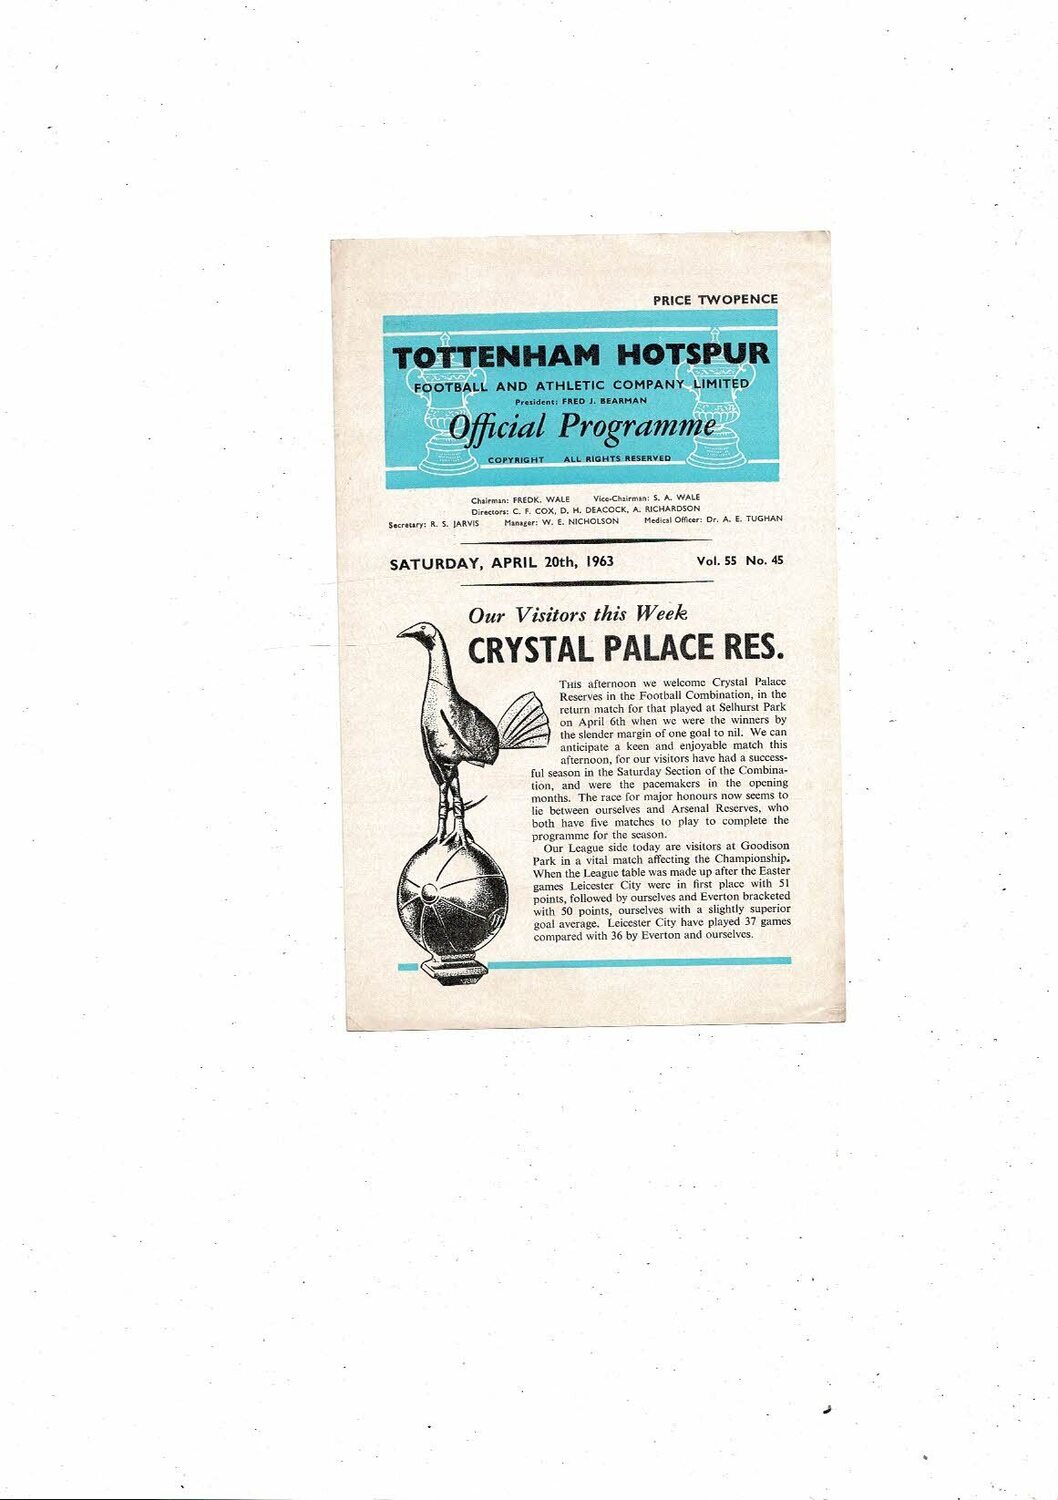 PRICE TWOPENCE
TOTTENHAM HOTSPUR
FOOTBALL AND ATHLETIC COMPANY LIMITED
President: FRED J. BEARMAN
Official Programme
COPYRIGHT ALL RIGHTS RESERVED
Chairman: FREDK. WALE Vice-Chairman: S. A. WALE
Directors: C. F. COX, D. H. DEACOCK, A. RICHARDSON
Secretary: R. S. JARVIS Manager: W. E. NICHOLSON Medical Officer: Dr. A. E. TUGHAN
SATURDAY, APRIL 20th, 1963 Vol. 55 No. 45
Our Visitors this Week
CRYSTAL PALACE RES.
THIS afternoon we welcome Crystal Palace
Reserves in the Football Combination, in the
return match for that played at Selhurst Park
on April 6th when we were the winners by
the slender margin of one goal to nil. We can
anticipate a keen and enjoyable match this
afternoon, for our visitors have had a success-
ful season in the Saturday Section of the Combina-
tion, and were the pacemakers in the opening
months. The race for major honours now seems to
lie between ourselves and Arsenal Reserves, who
both have five matches to play to complete the
programme for the season.
Our League side today are visitors at Goodison
Park in a vital match affecting the Championship.
When the League table was made up after the Easter
games Leicester City were in first place with 51
points, followed by ourselves and Everton bracketed
with 50 points, ourselves with a slightly superior
goal average. Leicester City have played 37 games
compared with 36 by Everton and ourselves.